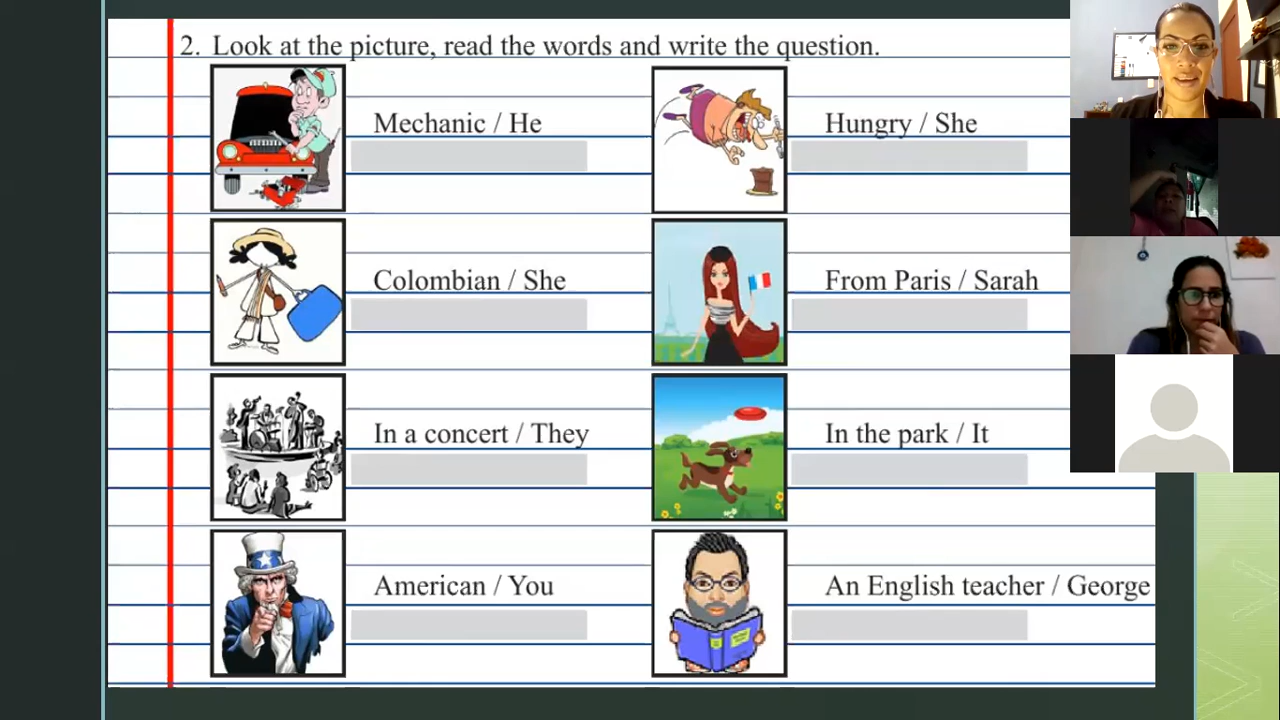 2. Look at the picture, read the words and write the question.
Mechanic / He
Hungry / She
Colombian / She
From Paris / Sarah
In a concert / They
In the park / It
American / You
An English teacher / George